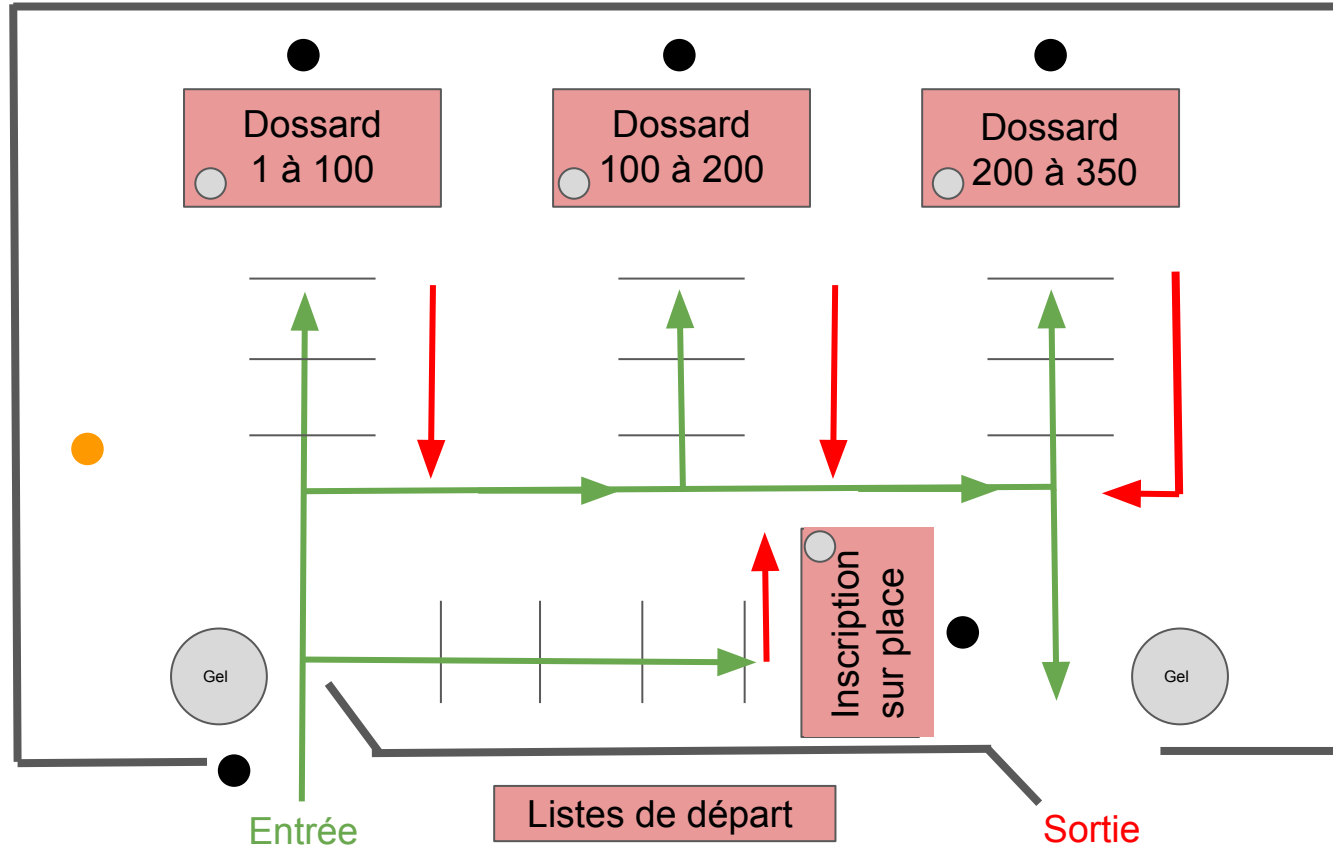 Dossard
1 à 100
Dossard
100 à 200
Dossard
200 à 350
Inscription
sur place
Gel
Gel
Listes de départ
Entrée
Sortie